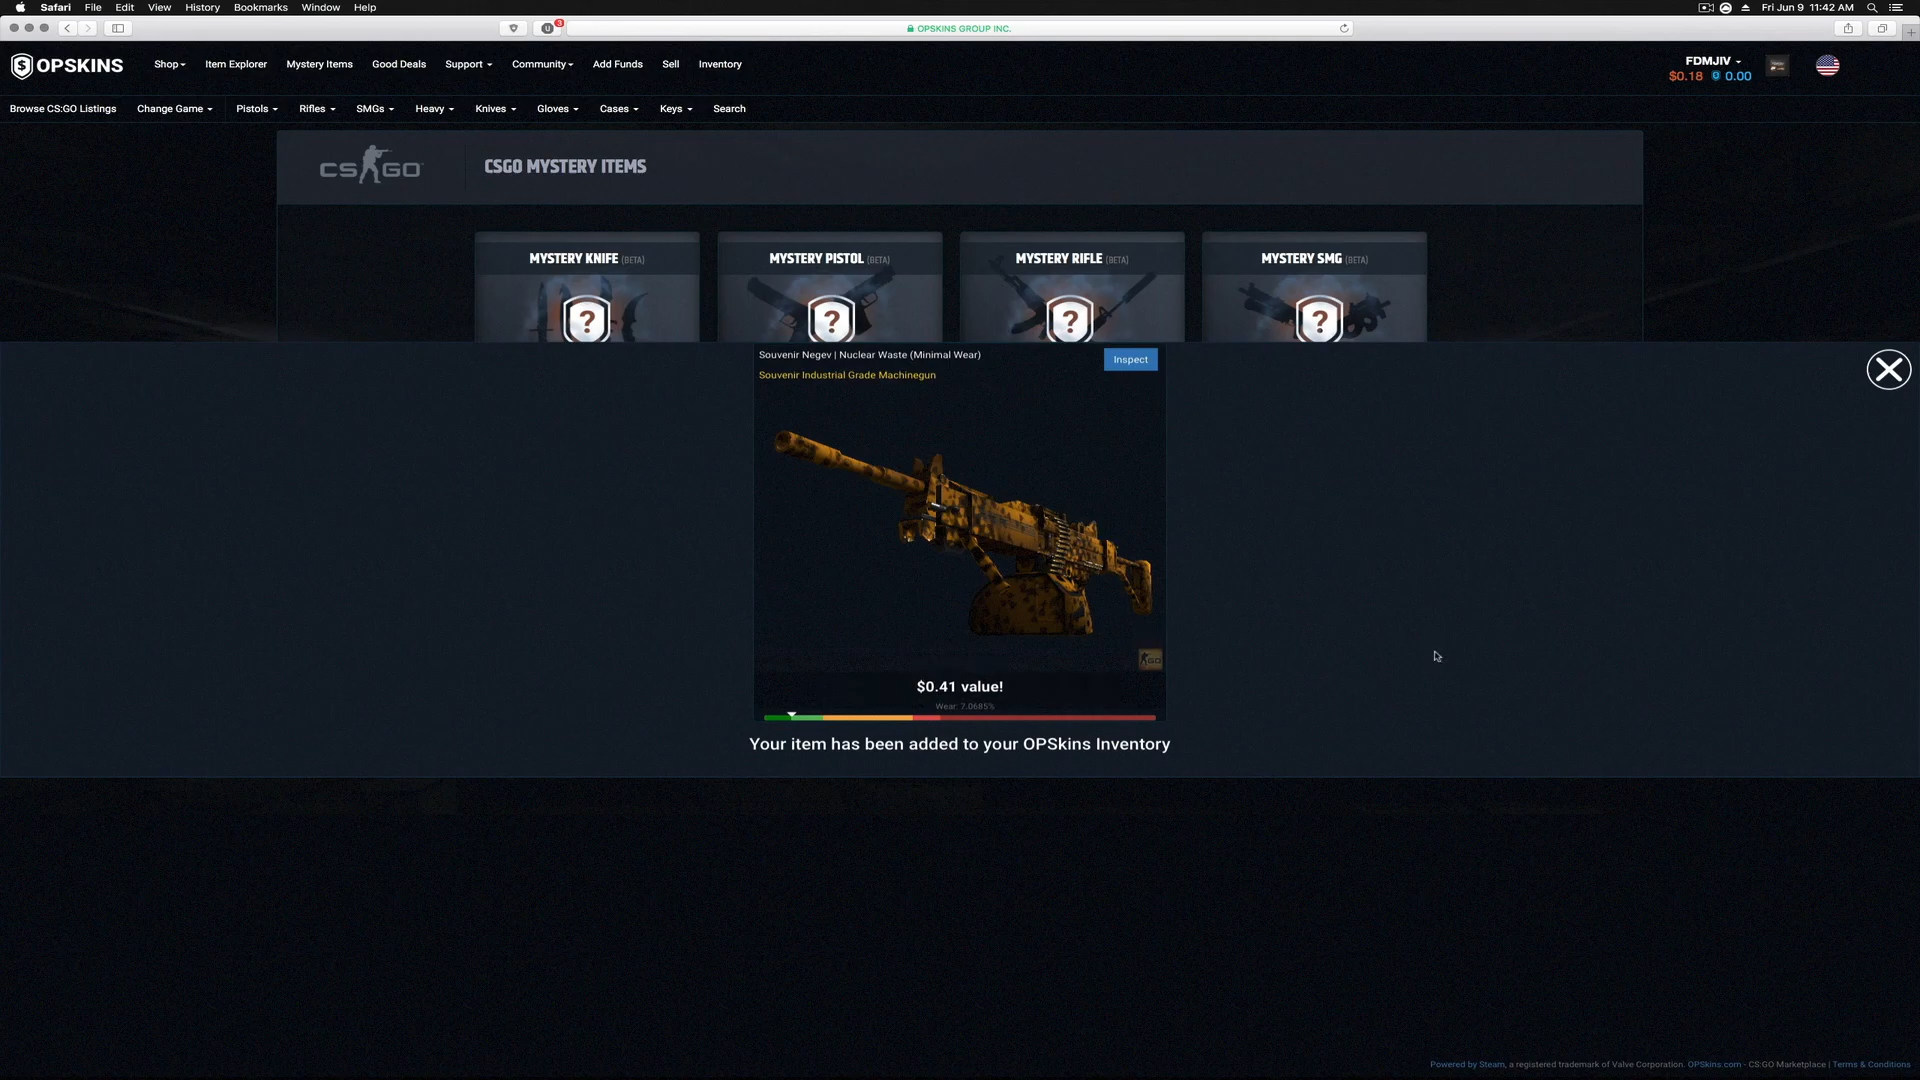 Safari File Edit View History Bookmarks Window Help
Fri Jun 9 11:42 AM
3
OPSKINS GROUP INC.
OPSKINS
Shop Item Explorer Mystery Items Good Deals Support Community Add Funds Sell Inventory
FDMJIV
$0.18 0.00
Browse CS:GO Listings Change Game Pistols Rifles SMGs Heavy Knives Gloves Cases Keys Search
CS GO
CSGO MYSTERY ITEMS
MYSTERY KNIFE (BETA) MYSTERY PISTOL (BETA) MYSTERY RIFLE (BETA) MYSTERY SMG (BETA)
? ? ? ?
Souvenir Negev | Nuclear Waste (Minimal Wear)
Inspect
Souvenir Industrial Grade Machinegun
$0.41 value!
Wear: 7.0685%
Your item has been added to your OPSkins Inventory
Powered by Steam, a registered trademark of Valve Corporation. OPSkins.com - CS:GO Marketplace | Terms & Conditions